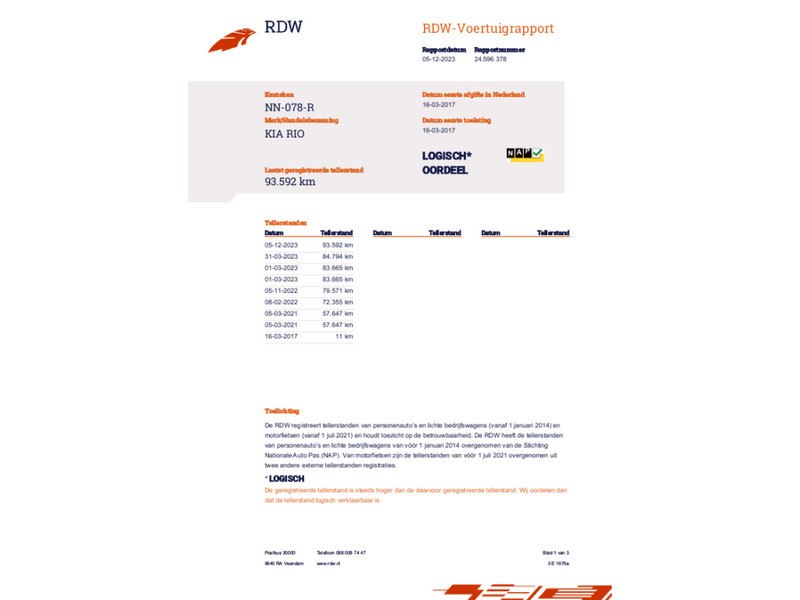 RDW
RDW-Voertuigrapport
Rapportdatum Rapportnummer
05-12-2023 24.596.378
Kenteken
NN-078-R
Merk/Handelsbenaming
KIA RIO
Laatst geregistreerde tellerstand
93.592 km
Datum eerste afgifte in Nederland
16-03-2017
Datum eerste toelating
16-03-2017
LOGISCH*
OORDEEL
NAP
Tellerstanden
Datum Tellerstand Datum Tellerstand Datum Tellerstand
05-12-2023 93.592 km
31-03-2023 84.794 km
01-03-2023 83.665 km
01-03-2023 83.665 km
05-11-2022 79.571 km
08-02-2022 72.355 km
05-03-2021 57.647 km
05-03-2021 57.647 km
16-03-2017 11 km
Toelichting
De RDW registreert tellerstanden van personenauto's en lichte bedrijfswagens (vanaf 1 januari 2014) en
motorfietsen (vanaf 1 juli 2021) en houdt toezicht op de betrouwbaarheid. De RDW heeft de tellerstanden
van personenauto's en lichte bedrijfswagens van vóór 1 januari 2014 overgenomen van de Stichting
Nationale Auto Pas (NAP). Van motorfietsen zijn de tellerstanden van vóór 1 juli 2021 overgenomen uit
twee andere externe tellerstanden registraties.
* LOGISCH
De geregistreerde tellerstand is steeds hoger dan de daarvoor geregistreerde tellerstand. Wij oordelen dan
dat de tellerstand logisch verklaarbaar is.
Postbus 30000 Telefoon 088 008 74 47 Blad 1 van 3
9640 RA Veendam www.rdw.nl 3 E 1675a